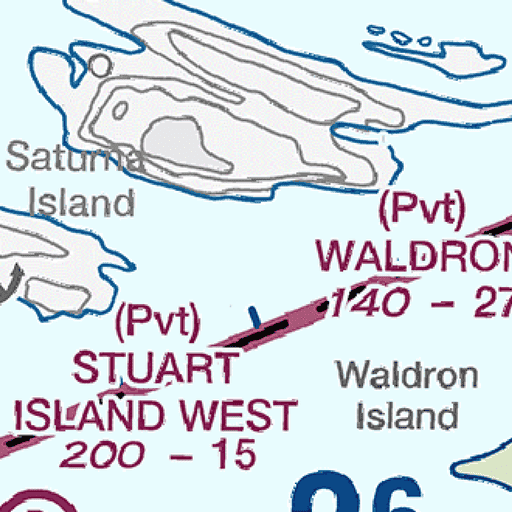 Saturna
Island
(Pvt)
WALDRON
140 - 27
(Pvt)
STUART
ISLAND WEST
200 - 15
Waldron
Island